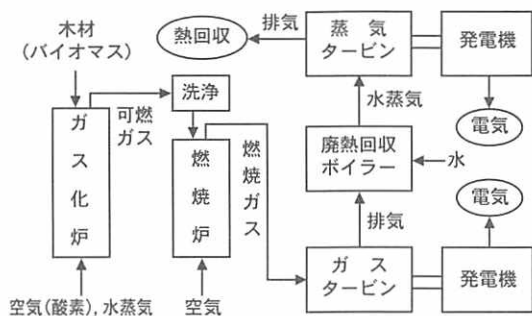 木材
(バイオマス)
ガス化炉
空気(酸素), 水蒸気
可燃
ガス
洗浄
燃焼炉
空気
燃焼ガス
ガス
タービン
発電機
電気
排気
廃熱回収
ボイラー
水
水蒸気
蒸気
タービン
発電機
電気
排気
熱回収